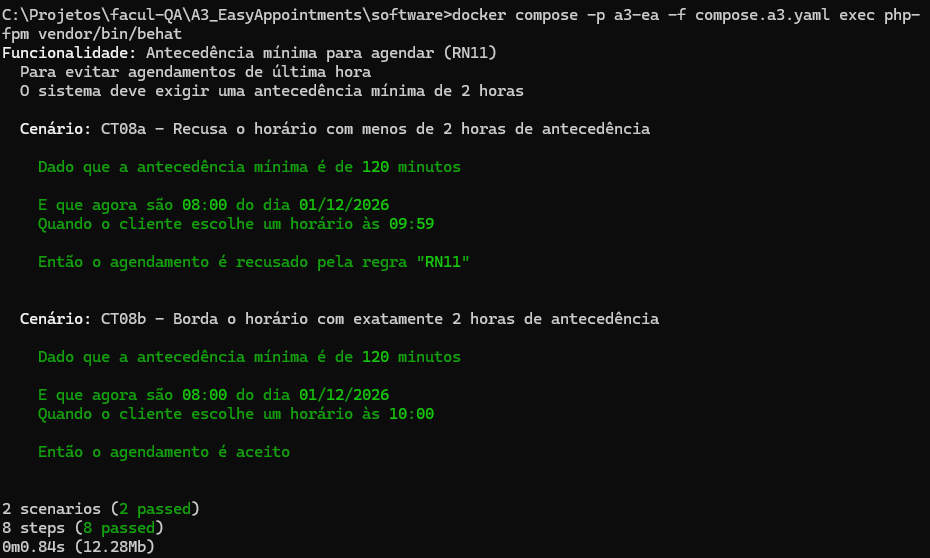 C:\Projetos\facul-QA\A3_EasyAppointments\software>docker compose -p a3-ea -f compose.a3.yaml exec php-
fpm vendor/bin/behat
Funcionalidade: Antecedência mínima para agendar (RN11)
Para evitar agendamentos de última hora
O sistema deve exigir uma antecedência mínima de 2 horas
Cenário: CT08a - Recusa o horário com menos de 2 horas de antecedência
Dado que a antecedência mínima é de 120 minutos
E que agora são 08:00 do dia 01/12/2026
Quando o cliente escolhe um horário às 09:59
Então o agendamento é recusado pela regra "RN11"
Cenário: CT08b - Borda o horário com exatamente 2 horas de antecedência
Dado que a antecedência mínima é de 120 minutos
E que agora são 08:00 do dia 01/12/2026
Quando o cliente escolhe um horário às 10:00
Então o agendamento é aceito
2 scenarios (2 passed)
8 steps (8 passed)
0m0.84s (12.28Mb)